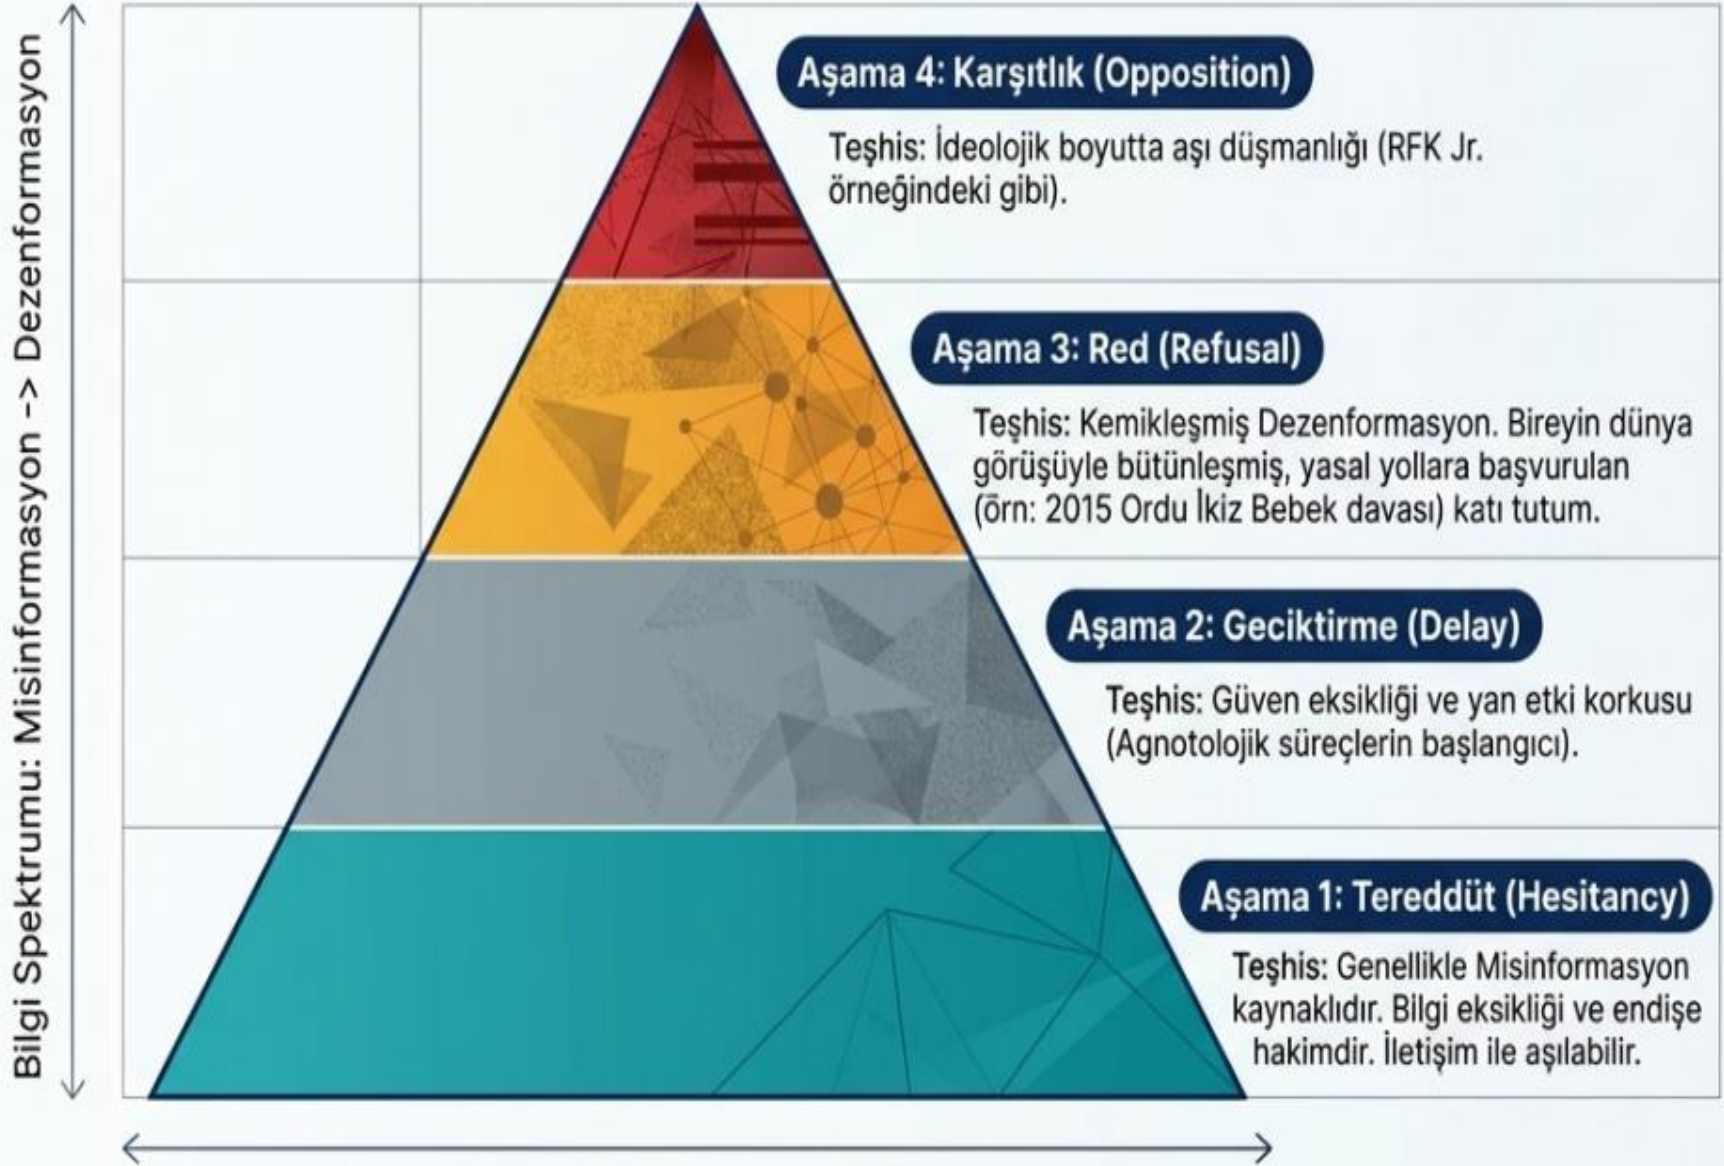 Bilgi Spektrumu: Misinformasyon -> Dezenformasyon
Aşama 4: Karşıtlık (Opposition)
Teşhis: İdeolojik boyutta aşı düşmanlığı (RFK Jr.
örneğindeki gibi).
Aşama 3: Red (Refusal)
Teşhis: Kemikleşmiş Dezenformasyon. Bireyin dünya
görüşüyle bütünleşmiş, yasal yollara başvurulan
(örn: 2015 Ordu İkiz Bebek davası) katı tutum.
Aşama 2: Geciktirme (Delay)
Teşhis: Güven eksikliği ve yan etki korkusu
(Agnotolojik süreçlerin başlangıcı).
Aşama 1: Tereddüt (Hesitancy)
Teşhis: Genellikle Misinformasyon
kaynaklıdır. Bilgi eksikliği ve endişe
hakimdir. İletişim ile aşılabilir.